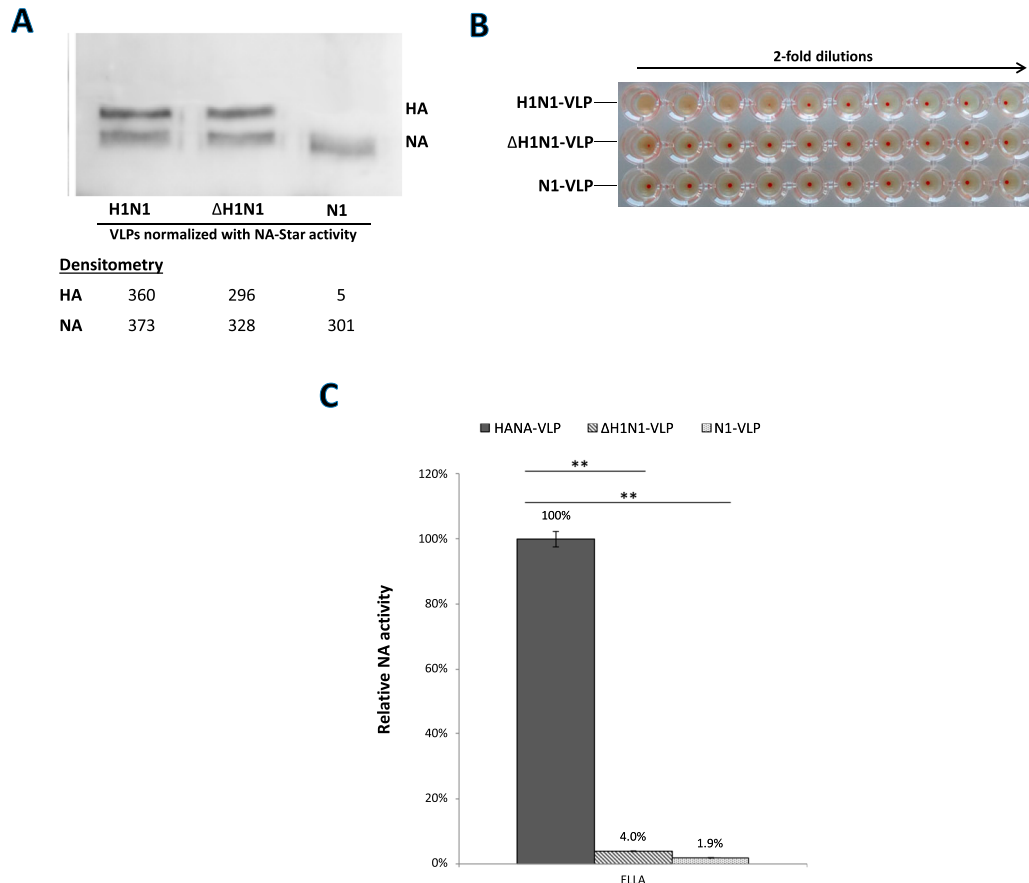 A
HA
NA
H1N1 ΔH1N1 N1
VLPs normalized with NA-Star activity
Densitometry
HA 360 296 5
NA 373 328 301
B
2-fold dilutions
H1N1-VLP
ΔH1N1-VLP
N1-VLP
C
HANA-VLP ΔH1N1-VLP N1-VLP
120%
100%
80%
60%
40%
20%
0%
Relative NA activity
**
**
100%
4.0%
1.9%
ELLA